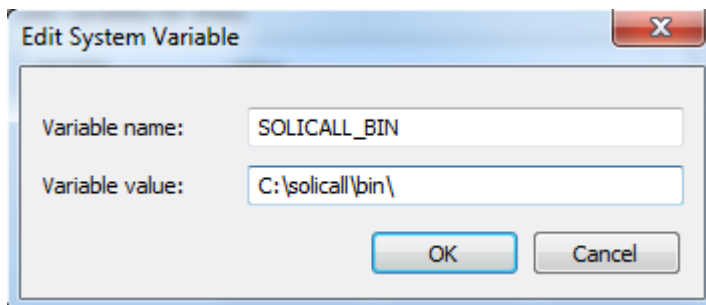 Edit System Variable
Variable name: SOLICALL_BIN
Variable value: C:\solicall\bin\
OK Cancel